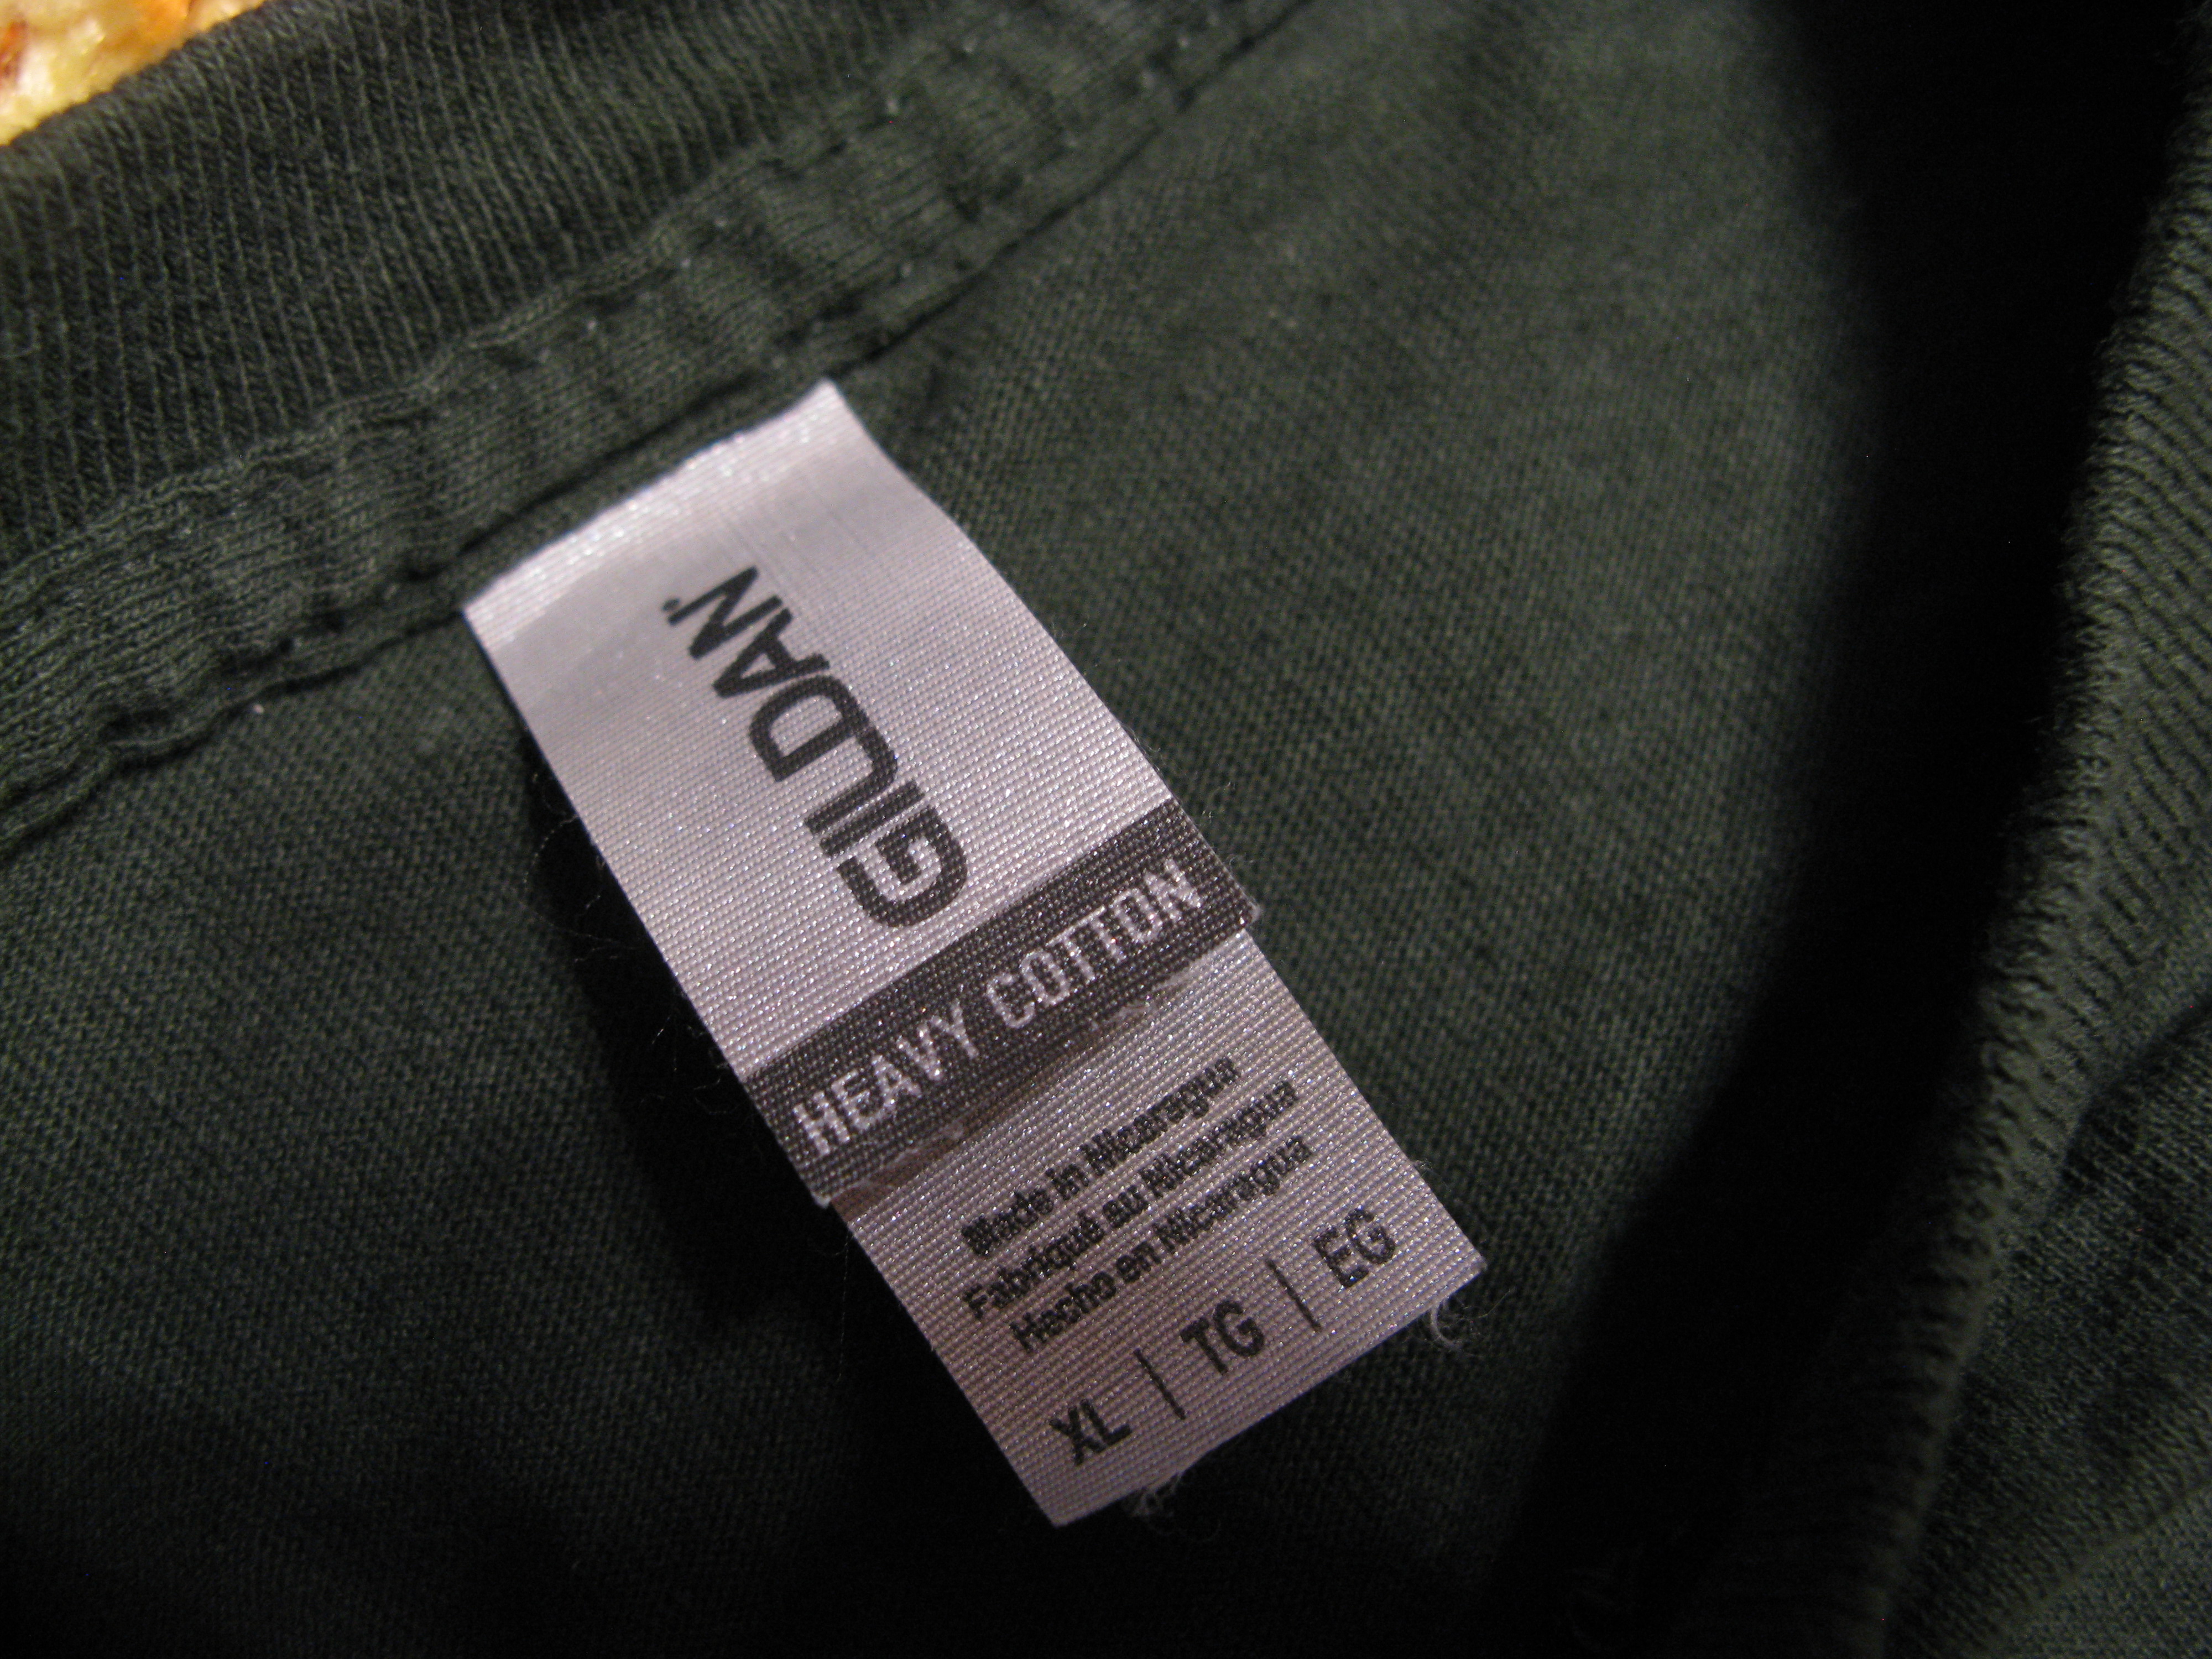 GILDAN
HEAVY COTTON
Made in Nicaragua
Fabriqué au Nicaragua
Hecho en Nicaragua
XL | TG | EG